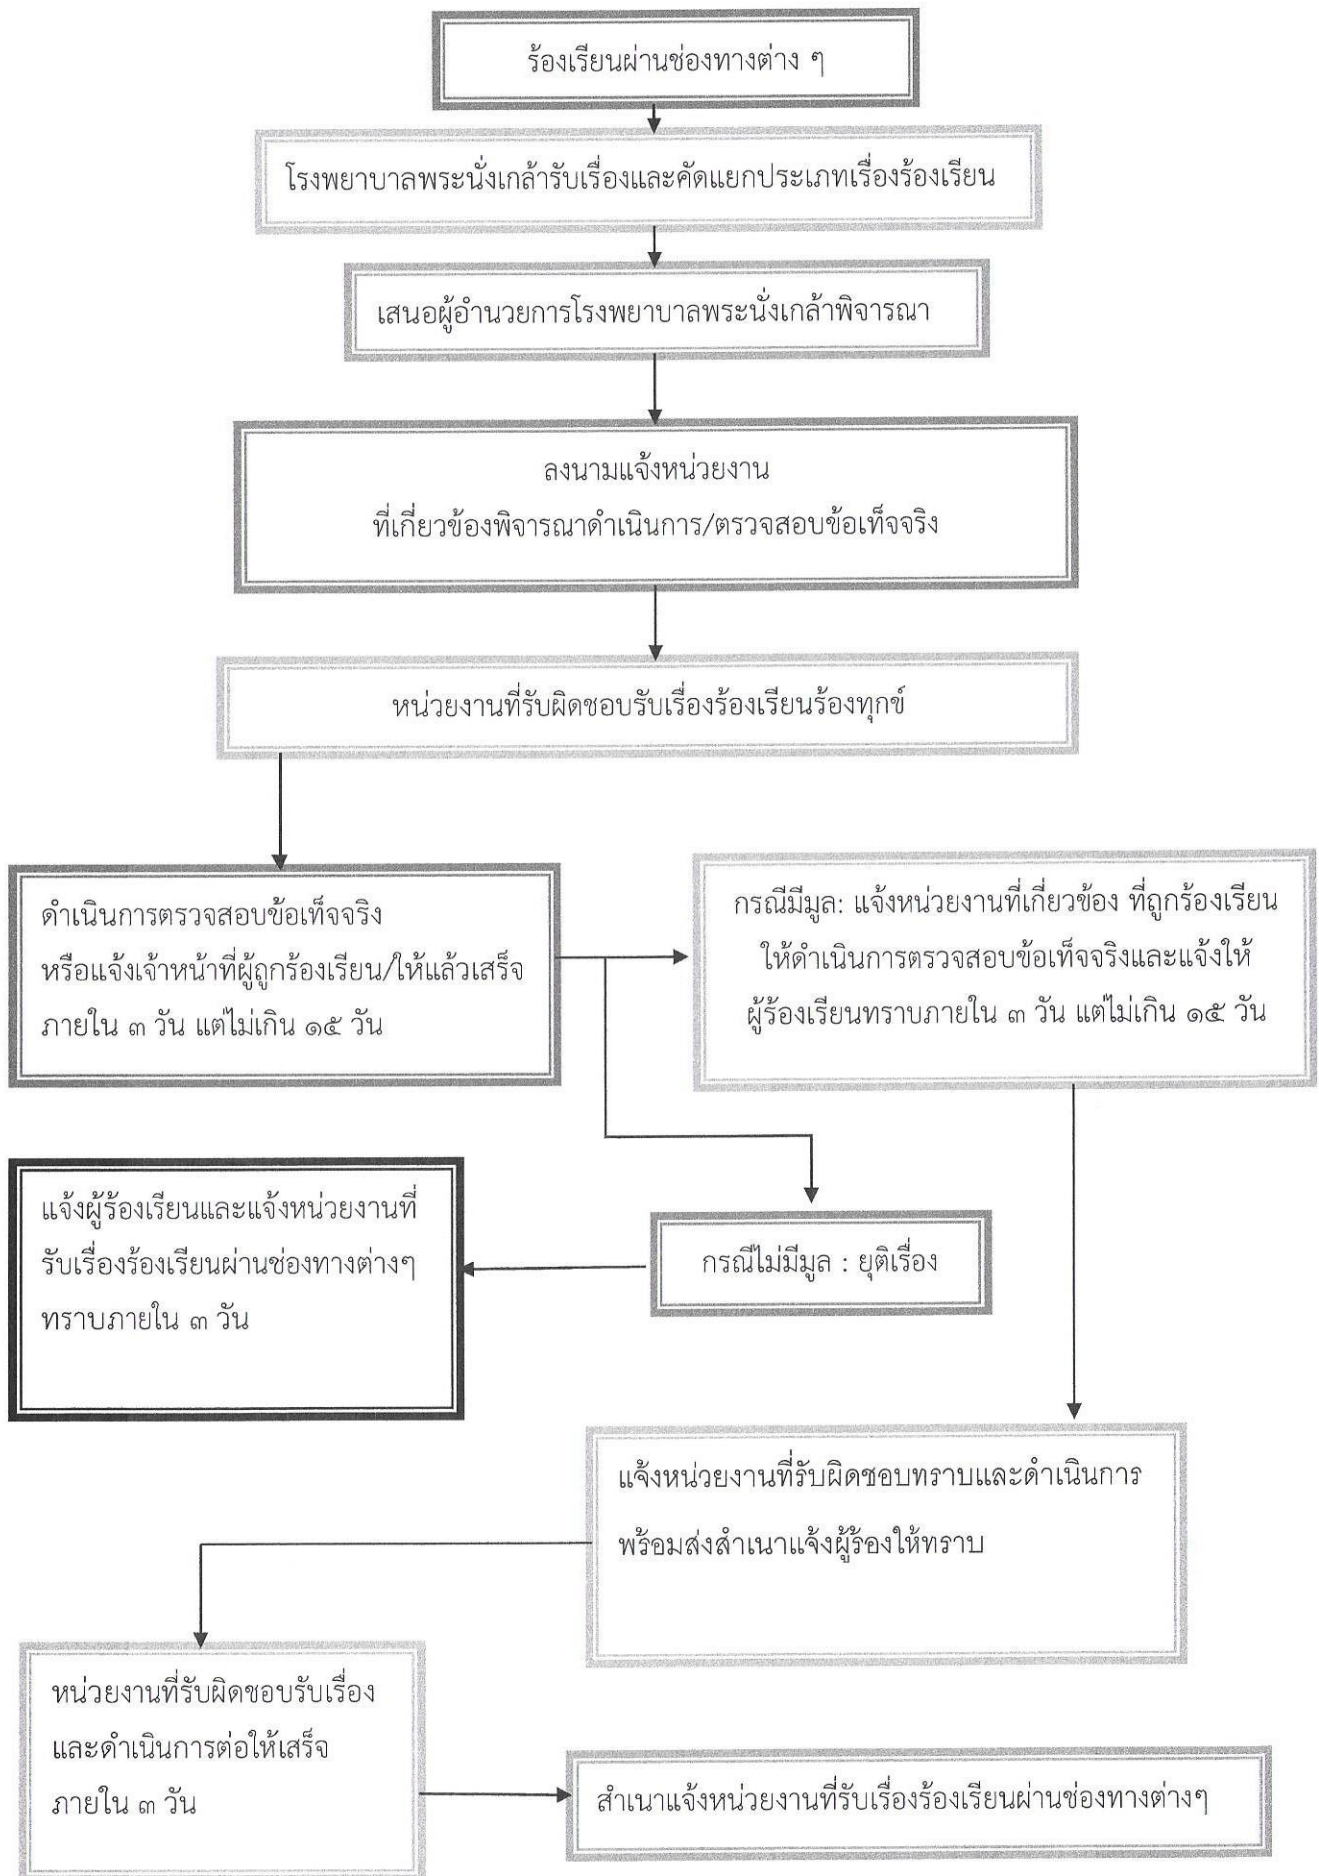 ร้องเรียนผ่านช่องทางต่าง ๆ
โรงพยาบาลพระนั่งเกล้ารับเรื่องและคัดแยกประเภทเรื่องร้องเรียน
เสนอผู้อำนวยการโรงพยาบาลพระนั่งเกล้าพิจารณา
ลงนามแจ้งหน่วยงาน
ที่เกี่ยวข้องพิจารณาดำเนินการ/ตรวจสอบข้อเท็จจริง
หน่วยงานที่รับผิดชอบรับเรื่องร้องเรียนร้องทุกข์
ดำเนินการตรวจสอบข้อเท็จจริง
หรือแจ้งเจ้าหน้าที่ผู้ถูกร้องเรียน/ให้แล้วเสร็จ
ภายใน ๓ วัน แต่ไม่เกิน ๑๕ วัน
กรณีมีมูล: แจ้งหน่วยงานที่เกี่ยวข้อง ที่ถูกร้องเรียน
ให้ดำเนินการตรวจสอบข้อเท็จจริงและแจ้งให้
ผู้ร้องเรียนทราบภายใน ๓ วัน แต่ไม่เกิน ๑๕ วัน
แจ้งผู้ร้องเรียนและแจ้งหน่วยงานที่
รับเรื่องร้องเรียนผ่านช่องทางต่างๆ
ทราบภายใน ๓ วัน
กรณีไม่มีมูล : ยุติเรื่อง
แจ้งหน่วยงานที่รับผิดชอบทราบและดำเนินการ
พร้อมส่งสำเนาแจ้งผู้ร้องให้ทราบ
หน่วยงานที่รับผิดชอบรับเรื่อง
และดำเนินการต่อให้เสร็จ
ภายใน ๓ วัน
สำเนาแจ้งหน่วยงานที่รับเรื่องร้องเรียนผ่านช่องทางต่างๆ